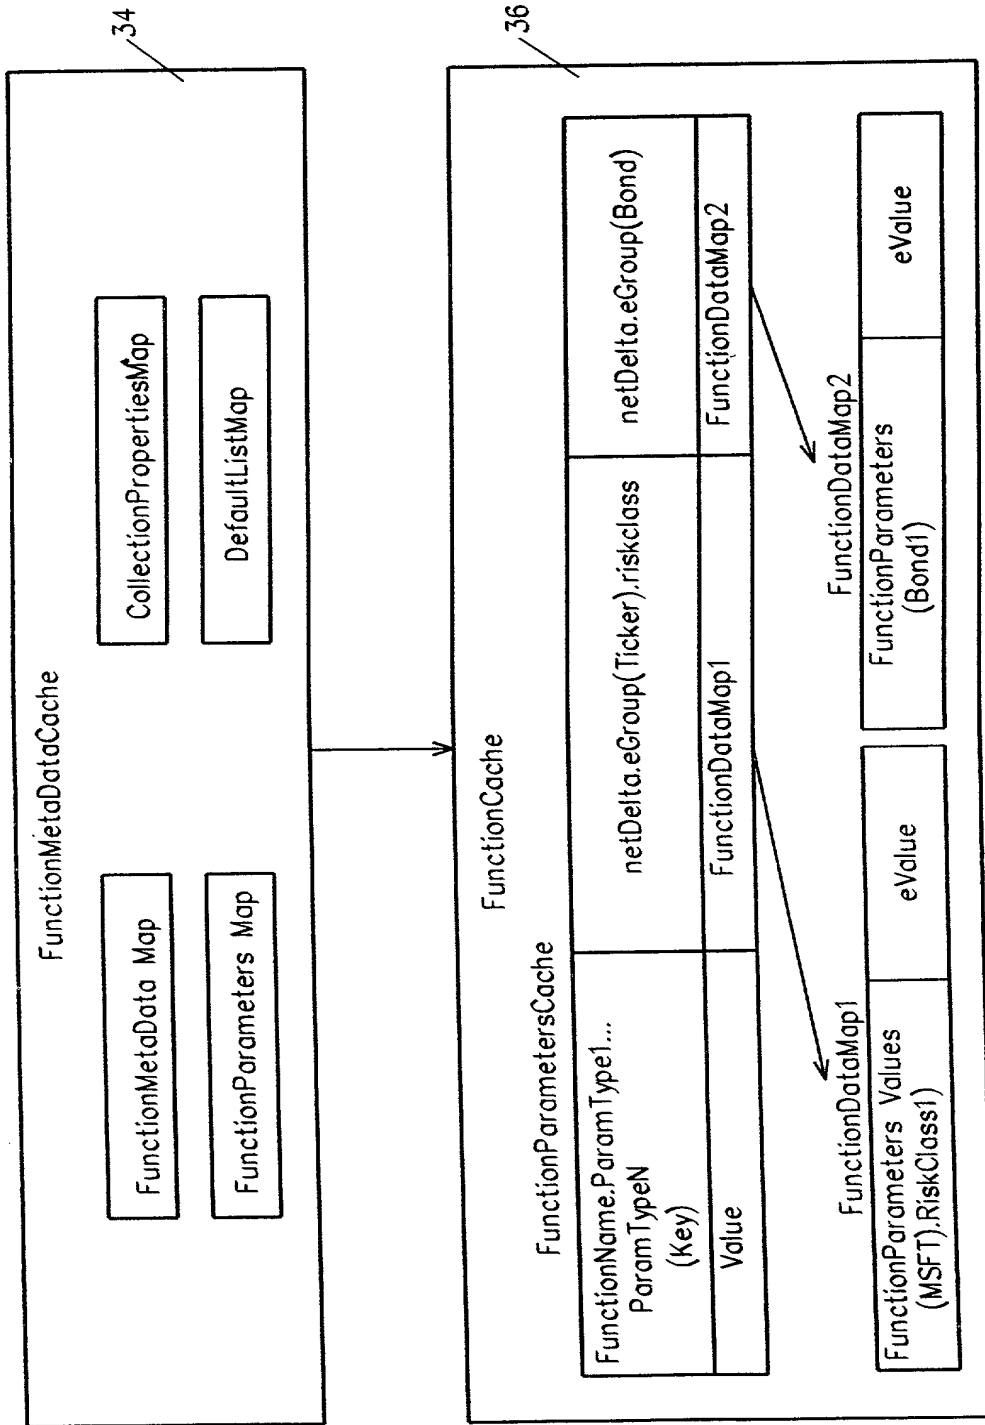 34
FunctionMetaDataCache
FunctionMetaData Map
CollectionPropertiesMap
FunctionParameters Map
DefaultListMap
36
FunctionCache
FunctionParametersCache
FunctionName.ParamType1...
ParamTypeN
(Key)
netDelta.eGroup(Ticker).riskclass
netDelta.eGroup(Bond)
Value
FunctionDataMap1
FunctionDataMap2
FunctionDataMap1
FunctionParameters Values
(MSFT).RiskClass1)
eValue
FunctionDataMap2
FunctionParameters
(Bond1)
eValue